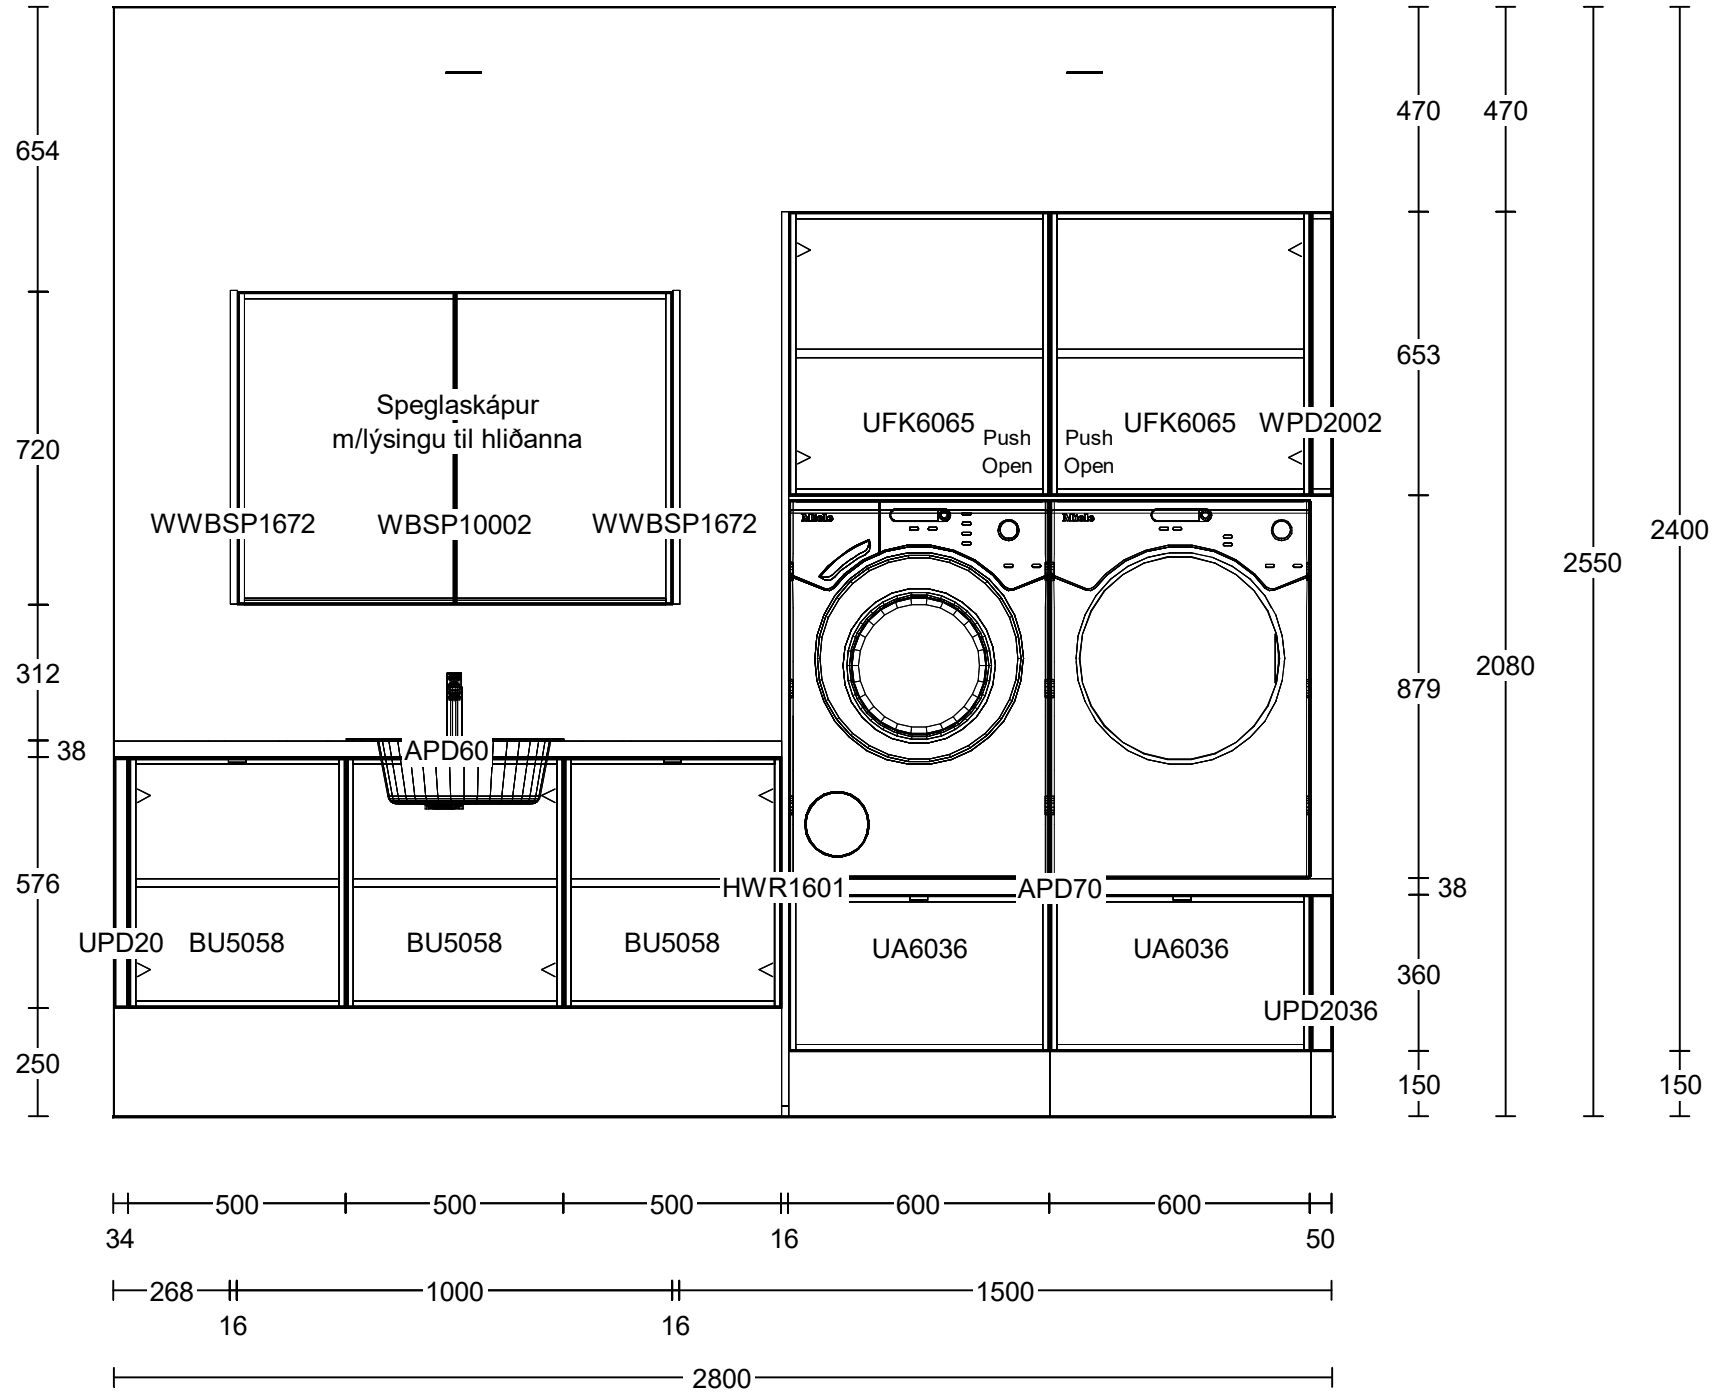 470
470
654
Speglaskápur
m/lýsingu til hliðanna
653
UFK6065
UFK6065
WPD2002
Push
Open
Push
Open
720
WWBSP1672
WBSP10002
WWBSP1672
Miele
Miele
2400
2550
312
2080
879
38
APD60
576
HWR1601
APD70
38
UPD20
BU5058
BU5058
BU5058
UA6036
UA6036
360
UPD2036
250
150
150
500
500
500
600
600
34
16
50
268
1000
1500
16
16
2800